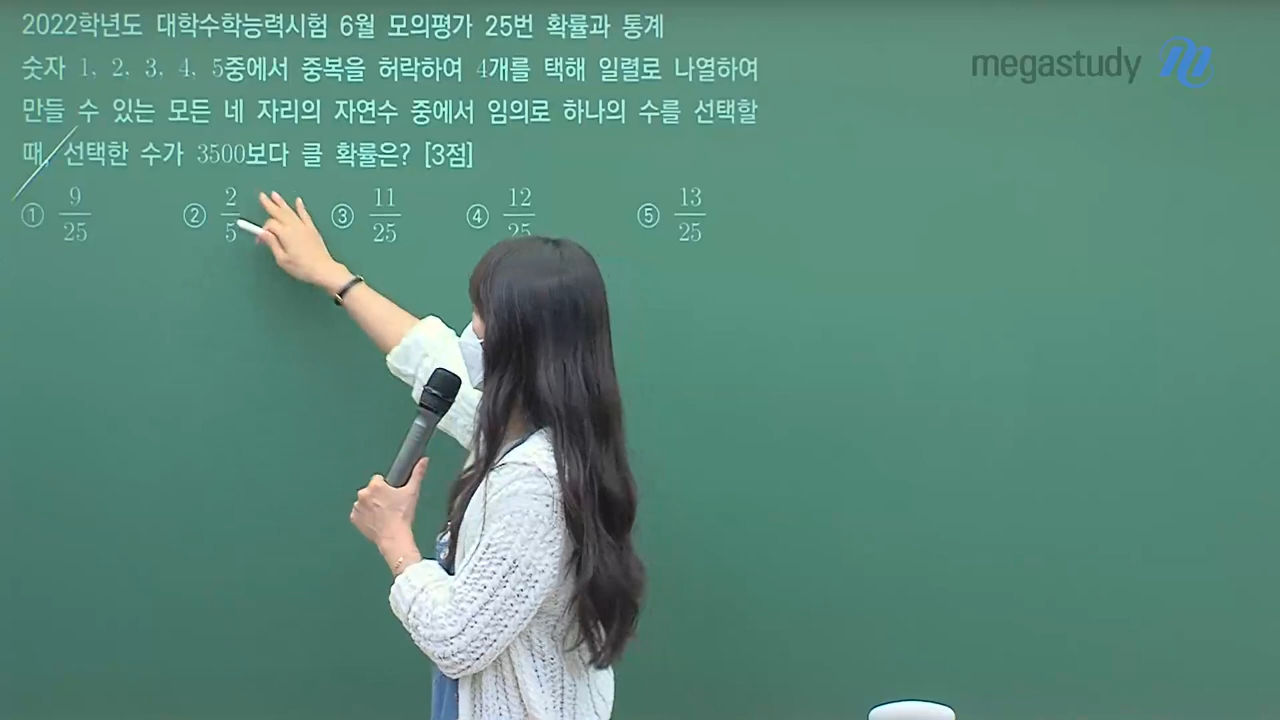 2022학년도 대학수학능력시험 6월 모의평가 25번 확률과 통계
숫자 1, 2, 3, 4, 5중에서 중복을 허락하여 4개를 택해 일렬로 나열하여
만들 수 있는 모든 네 자리의 자연수 중에서 임의로 하나의 수를 선택할
때, 선택한 수가 3500보다 클 확률은? [3점]
① 9/25 ② 2/5 ③ 11/25 ④ 12/25 ⑤ 13/25
megastudy